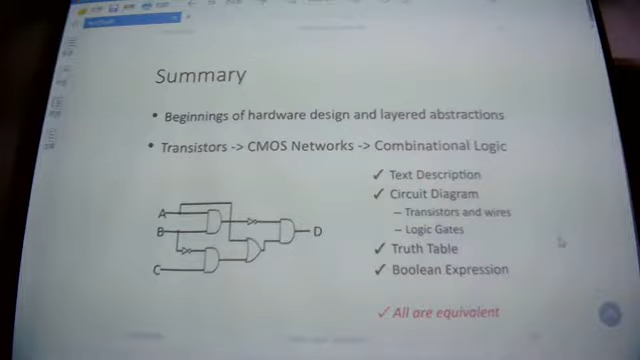 Summary
• Beginnings of hardware design and layered abstractions
• Transistors -> CMOS Networks -> Combinational Logic
✓ Text Description
✓ Circuit Diagram
– Transistors and wires
– Logic Gates
✓ Truth Table
✓ Boolean Expression
✓ All are equivalent
A
B
C
D